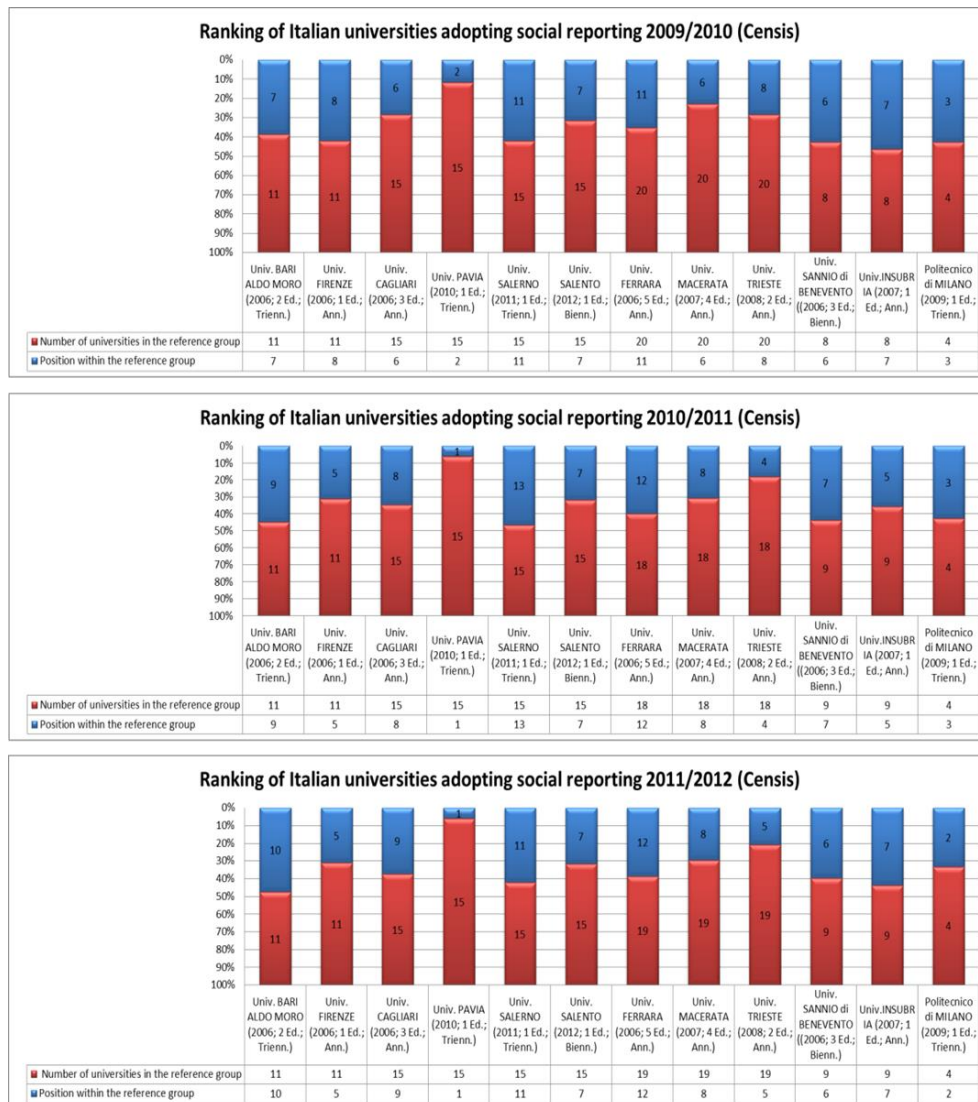 Ranking of Italian universities adopting social reporting 2009/2010 (Censis)
0%
10%
20%
30%
40%
50%
60%
70%
80%
90%
100%
7 8 6 2 11 7 11 6 8 6 7 3
11 11 15 15 15 15 20 20 20 8 8 4
Univ. BARI ALDO MORO (2006; 2 Ed.; Trienn.)
Univ. FIRENZE (2006; 1 Ed.; Ann.)
Univ. CAGLIARI (2006; 3 Ed.; Ann.)
Univ. PAVIA (2010; 1 Ed.; Trienn.)
Univ. SALERNO (2011; 1 Ed.; Trienn.)
Univ. SALENTO (2012; 1 Ed.; Bienn.)
Univ. FERRARA (2006; 5 Ed.; Ann.)
Univ. MACERATA (2007; 4 Ed.; Ann.)
Univ. TRIESTE (2008; 2 Ed.; Ann.)
Univ. SANNIO di BENEVENTO ((2006; 3 Ed.; Bienn.)
Univ.INSUBR IA (2007; 1 Ed.; Ann.)
Politecnico di MILANO (2009; 1 Ed.; Trienn.)
Number of universities in the reference group 11 11 15 15 15 15 20 20 20 8 8 4
Position within the reference group 7 8 6 2 11 7 11 6 8 6 7 3
Ranking of Italian universities adopting social reporting 2010/2011 (Censis)
0%
10%
20%
30%
40%
50%
60%
70%
80%
90%
100%
9 5 8 1 13 7 12 8 4 7 5 3
11 11 15 15 15 15 18 18 18 9 9 4
Univ. BARI ALDO MORO (2006; 2 Ed.; Trienn.)
Univ. FIRENZE (2006; 1 Ed.; Ann.)
Univ. CAGLIARI (2006; 3 Ed.; Ann.)
Univ. PAVIA (2010; 1 Ed.; Trienn.)
Univ. SALERNO (2011; 1 Ed.; Trienn.)
Univ. SALENTO (2012; 1 Ed.; Bienn.)
Univ. FERRARA (2006; 5 Ed.; Ann.)
Univ. MACERATA (2007; 4 Ed.; Ann.)
Univ. TRIESTE (2008; 2 Ed.; Ann.)
Univ. SANNIO di BENEVENTO ((2006; 3 Ed.; Bienn.)
Univ.INSUBR IA (2007; 1 Ed.; Ann.)
Politecnico di MILANO (2009; 1 Ed.; Trienn.)
Number of universities in the reference group 11 11 15 15 15 15 18 18 18 9 9 4
Position within the reference group 9 5 8 1 13 7 12 8 4 7 5 3
Ranking of Italian universities adopting social reporting 2011/2012 (Censis)
0%
10%
20%
30%
40%
50%
60%
70%
80%
90%
100%
10 5 9 1 11 7 12 8 5 6 7 2
11 11 15 15 15 15 19 19 19 9 9 4
Univ. BARI ALDO MORO (2006; 2 Ed.; Trienn.)
Univ. FIRENZE (2006; 1 Ed.; Ann.)
Univ. CAGLIARI (2006; 3 Ed.; Ann.)
Univ. PAVIA (2010; 1 Ed.; Trienn.)
Univ. SALERNO (2011; 1 Ed.; Trienn.)
Univ. SALENTO (2012; 1 Ed.; Bienn.)
Univ. FERRARA (2006; 5 Ed.; Ann.)
Univ. MACERATA (2007; 4 Ed.; Ann.)
Univ. TRIESTE (2008; 2 Ed.; Ann.)
Univ. SANNIO di BENEVENTO ((2006; 3 Ed.; Bienn.)
Univ.INSUBR IA (2007; 1 Ed.; Ann.)
Politecnico di MILANO (2009; 1 Ed.; Trienn.)
Number of universities in the reference group 11 11 15 15 15 15 19 19 19 9 9 4
Position within the reference group 10 5 9 1 11 7 12 8 5 6 7 2